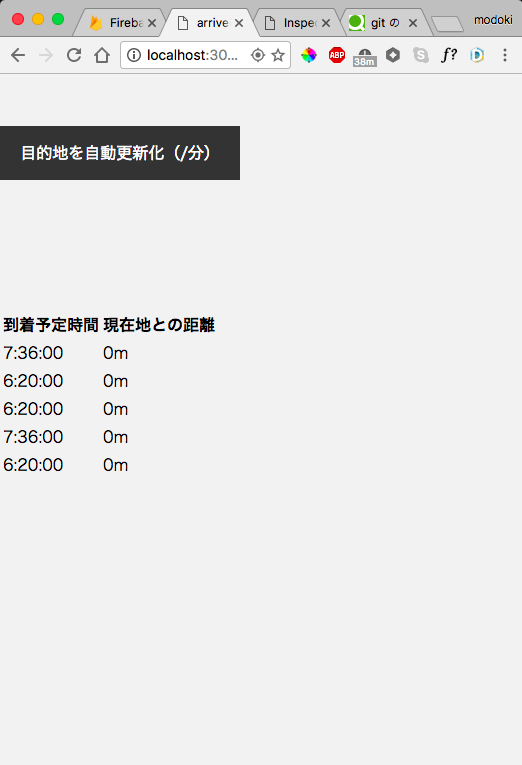 Fireba
arrive
Inspec
git の
modoki
localhost:30...
ABP
38m
f?
目的地を自動更新化（/分）
到着予定時間 現在地との距離
7:36:00 0m
6:20:00 0m
6:20:00 0m
7:36:00 0m
6:20:00 0m